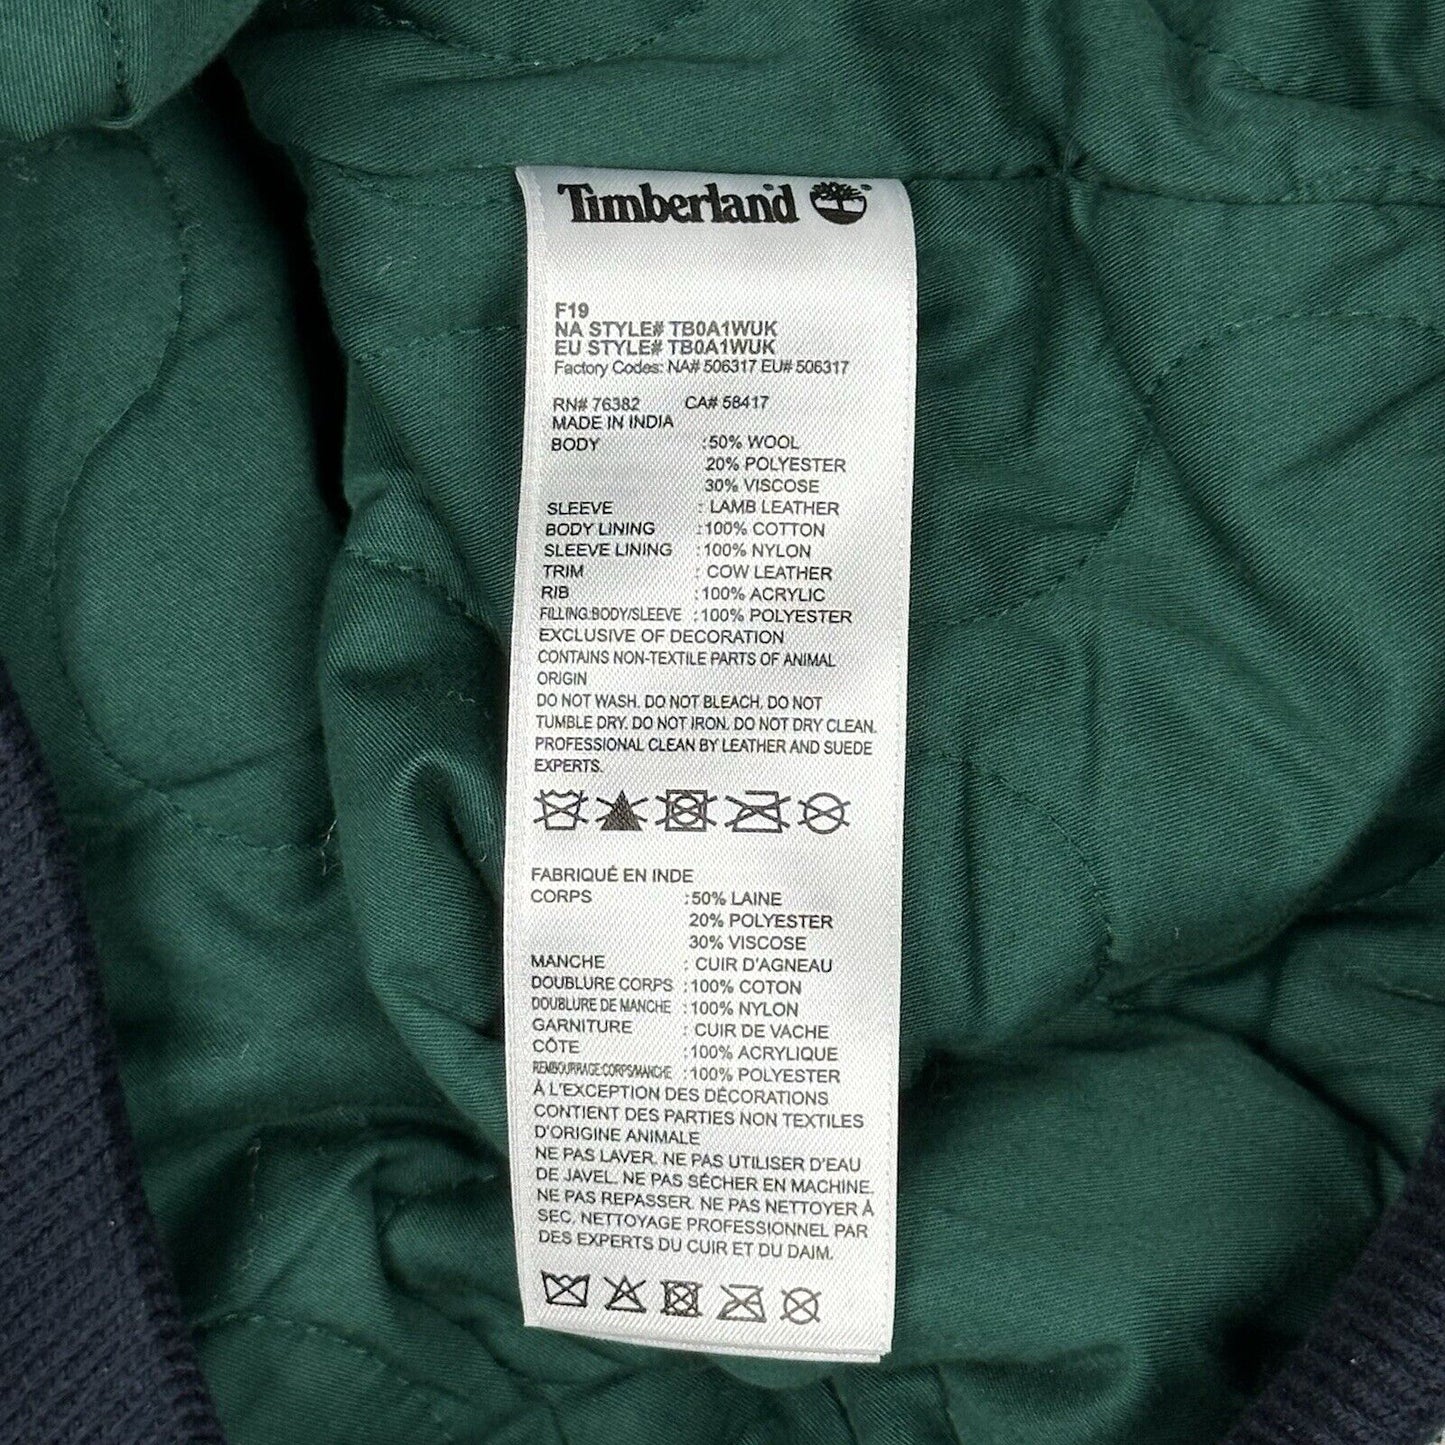 Timberland
F19
NA STYLE# TB0A1WUK
EU STYLE# TB0A1WUK
Factory Codes: NA# 506317 EU# 506317
RN# 76382 CA# 58417
MADE IN INDIA
BODY :50% WOOL
20% POLYESTER
30% VISCOSE
SLEEVE : LAMB LEATHER
BODY LINING :100% COTTON
SLEEVE LINING :100% NYLON
TRIM : COW LEATHER
RIB :100% ACRYLIC
FILLING:BODY/SLEEVE :100% POLYESTER
EXCLUSIVE OF DECORATION
CONTAINS NON-TEXTILE PARTS OF ANIMAL
ORIGIN
DO NOT WASH. DO NOT BLEACH. DO NOT
TUMBLE DRY. DO NOT IRON. DO NOT DRY CLEAN.
PROFESSIONAL CLEAN BY LEATHER AND SUEDE
EXPERTS.
FABRIQUÉ EN INDE
CORPS :50% LAINE
20% POLYESTER
30% VISCOSE
MANCHE : CUIR D'AGNEAU
DOUBLURE CORPS :100% COTON
DOUBLURE DE MANCHE :100% NYLON
GARNITURE : CUIR DE VACHE
CÔTE :100% ACRYLIQUE
REMBOURRAGE:CORPS/MANCHE :100% POLYESTER
À L'EXCEPTION DES DÉCORATIONS
CONTIENT DES PARTIES NON TEXTILES
D'ORIGINE ANIMALE
NE PAS LAVER. NE PAS UTILISER D'EAU
DE JAVEL. NE PAS SÉCHER EN MACHINE.
NE PAS REPASSER. NE PAS NETTOYER À
SEC. NETTOYAGE PROFESSIONNEL PAR
DES EXPERTS DU CUIR ET DU DAIM.